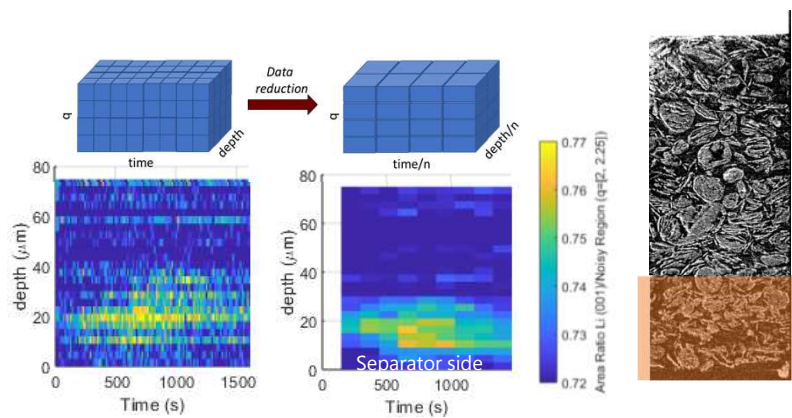 Data
reduction
q
depth
time
q
depth/n
time/n
80
60
40
20
0
depth (μm)
0
500
1000
1500
Time (s)
80
60
40
20
0
depth (μm)
Separator side
0
500
1000
Time (s)
0.77
0.76
0.75
0.74
0.73
0.72
Area Ratio Li (001)/Noisy Region (q=[2, 2.25])